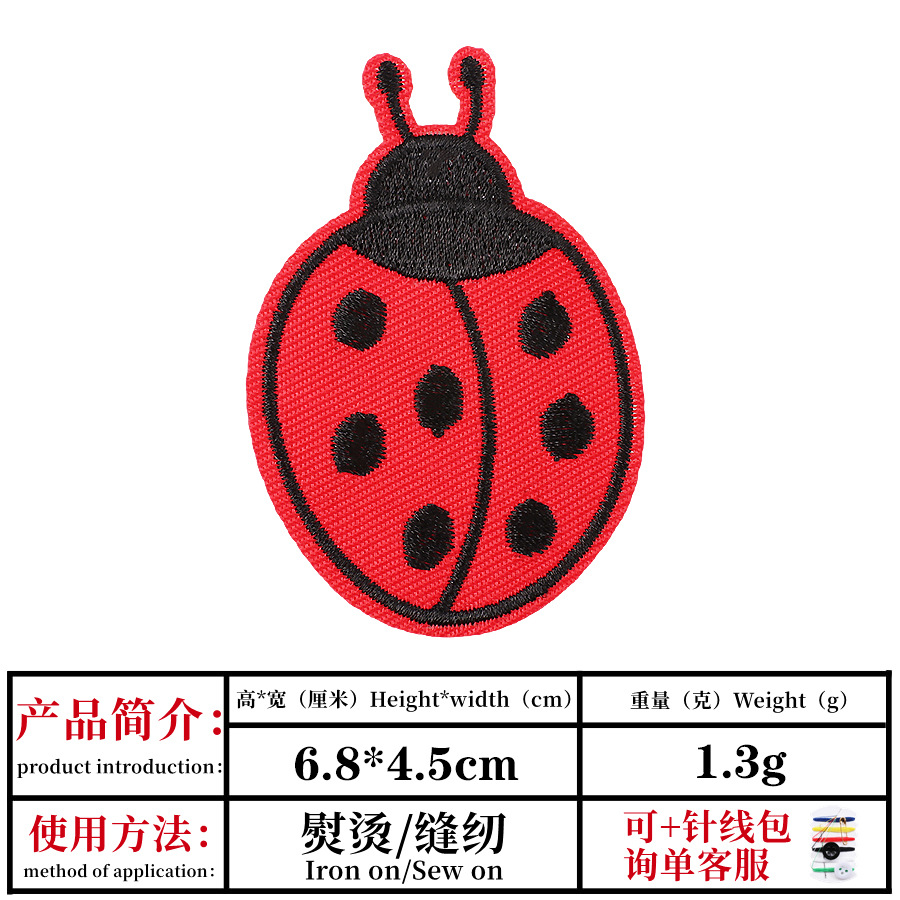 产品简介：
product introduction：
高*宽（厘米）Height*width（cm）
重量（克）Weight（g）
6.8*4.5cm
1.3g
使用方法：
method of application：
熨烫/缝纫
Iron on/Sew on
可+针线包
询单客服